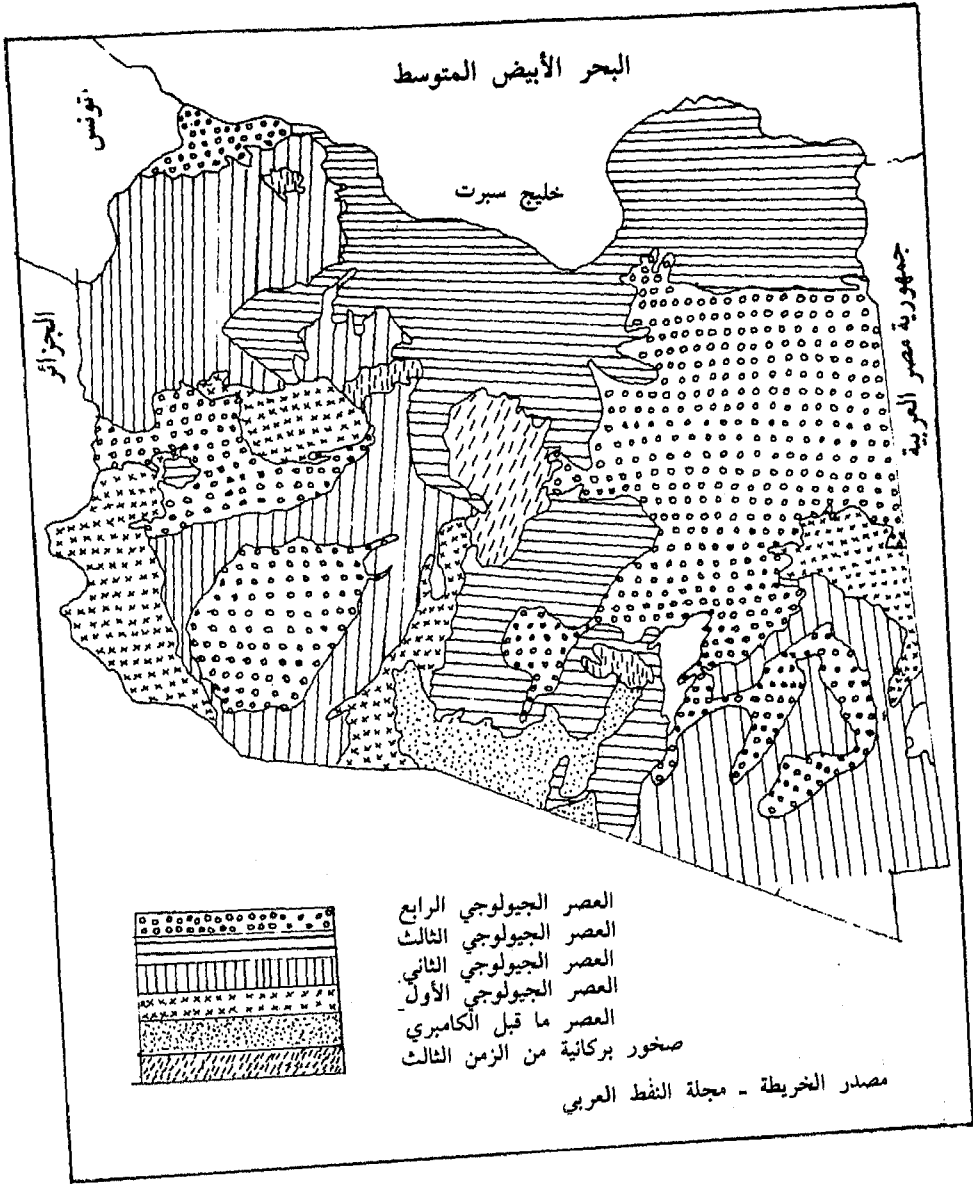 البحر الأبيض المتوسط
تونس
خليج سبرت
الجزائر
جمهورية مصر العربية
العصر الجيولوجي الرابع
العصر الجيولوجي الثالث
العصر الجيولوجي الثاني
العصر الجيولوجي الأول
العصر ما قبل الكامبري
صخور بركانية من الزمن الثالث
مصدر الخريطة - مجلة النفط العربي